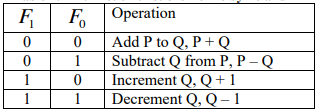 F₁ F₀ Operation
0 0 Add P to Q, P + Q
0 1 Subtract Q from P, P – Q
1 0 Increment Q, Q + 1
1 1 Decrement Q, Q – 1